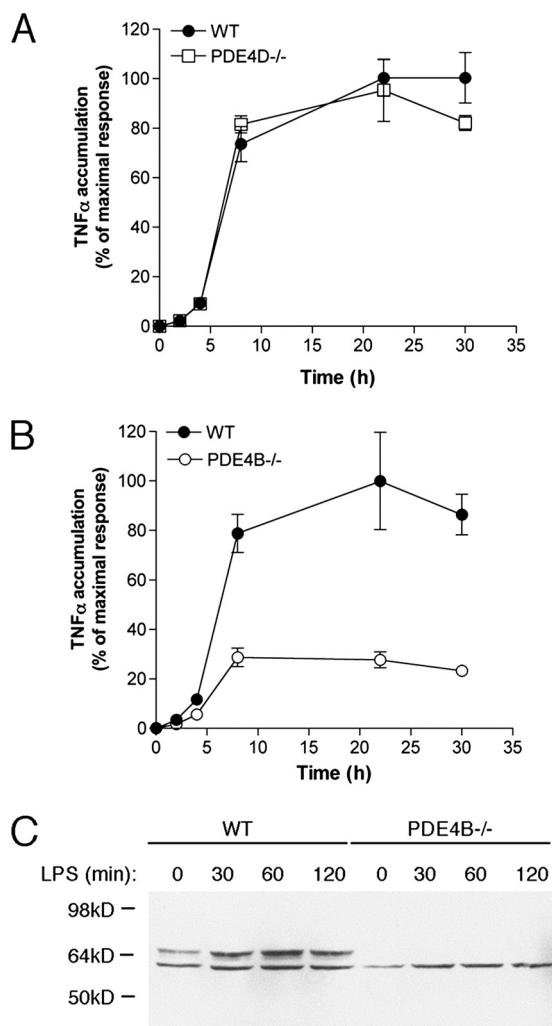 A
WT
PDE4D-/-
TNFα accumulation
(% of maximal response)
120
100
80
60
40
20
0
0 5 10 15 20 25 30 35
Time (h)
B
WT
PDE4B-/-
TNFα accumulation
(% of maximal response)
120
100
80
60
40
20
0
0 5 10 15 20 25 30 35
Time (h)
C
WT PDE4B-/-
LPS (min): 0 30 60 120 0 30 60 120
98kD
64kD
50kD